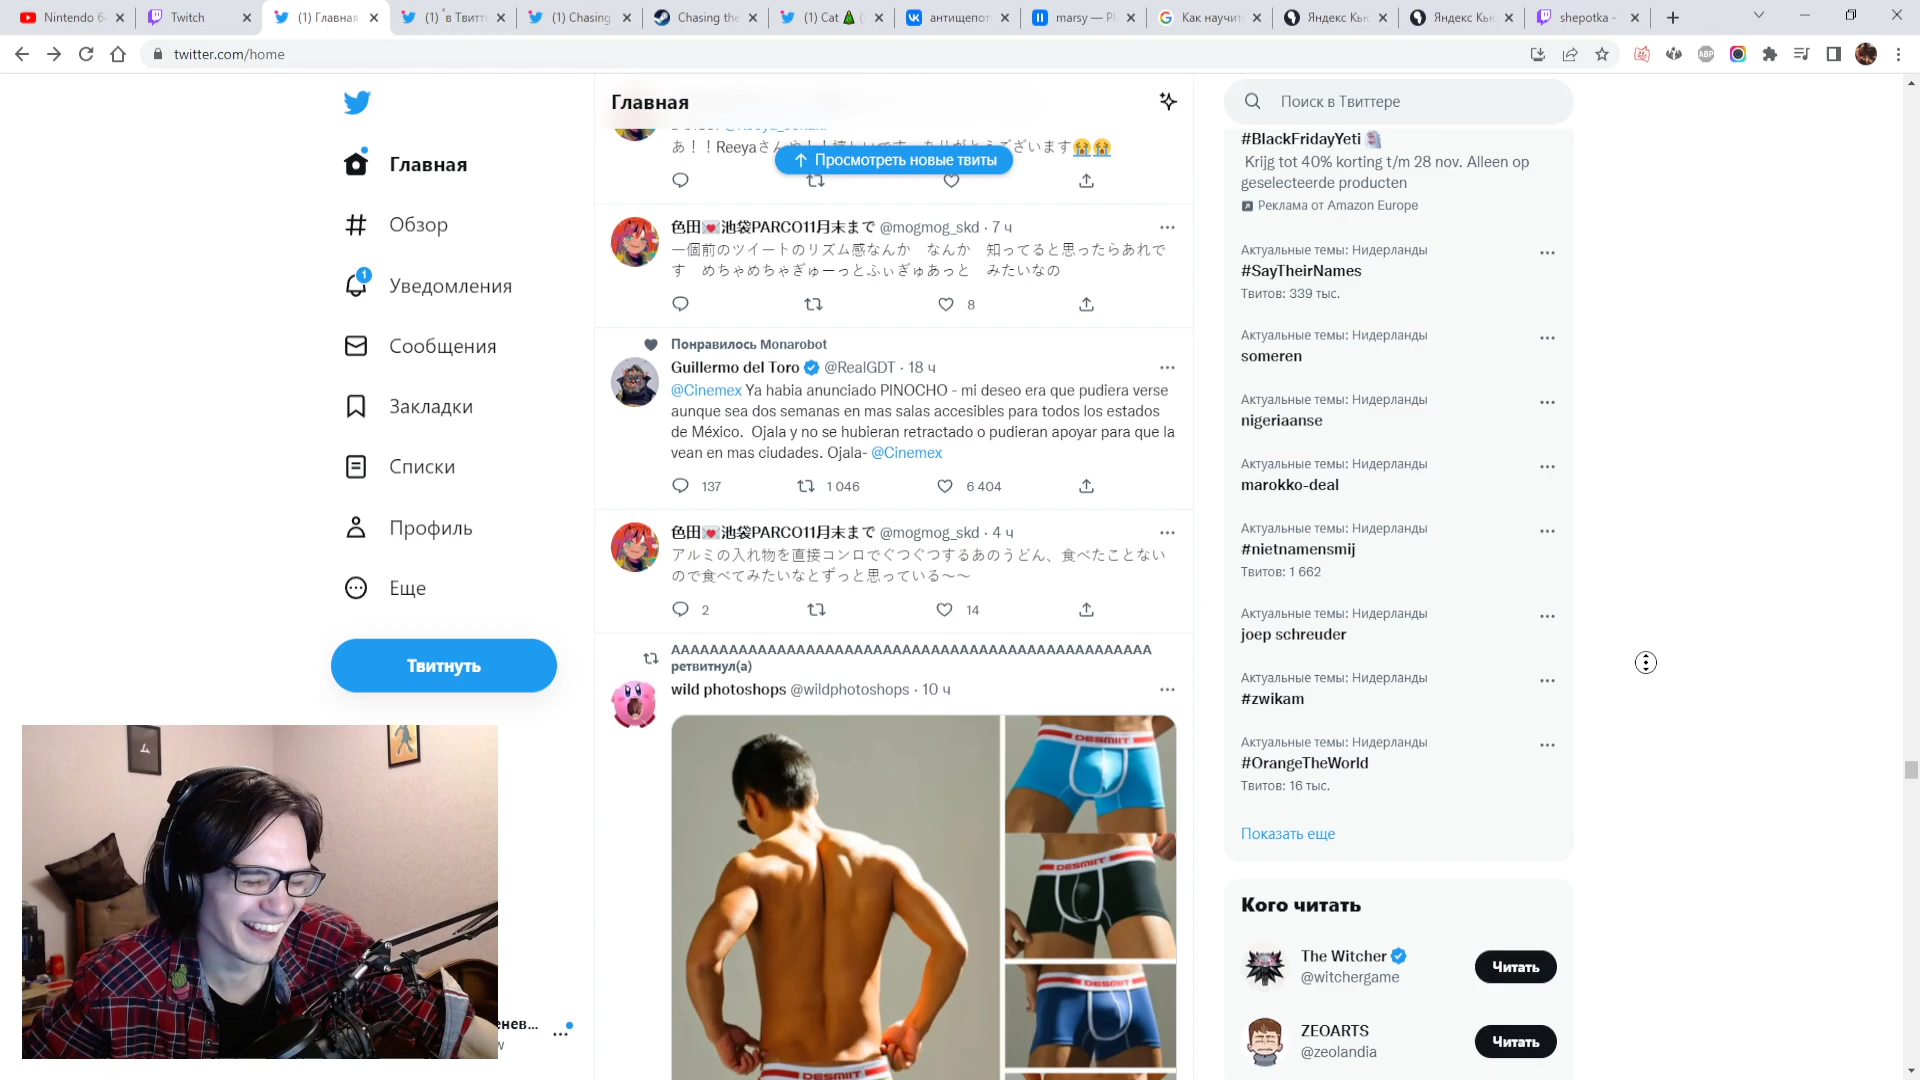 Nintendo
Twitch
(1) Главная
в Твитт
(1) Chasing
Chasing the
(1) Cat
антищепот
marsy — Pl
Как научит
Яндекс Кью
Яндекс Кью
shepotka -
twitter.com/home
Главная
Обзор
1
Уведомления
Сообщения
Закладки
Списки
Профиль
Еще
Твитнуть
енев...
Главная
Просмотреть новые твиты
あ！！Reeyaさん
ございます😭😭
色田💌池袋PARCO11月末まで @mogmog_skd · 7 ч
一個前のツイートのリズム感なんか　なんか　知ってると思ったらあれで
す　めちゃめちゃぎゅーっとふぃぎゅあっと　みたいなの
8
Понравилось Monarobot
Guillermo del Toro @RealGDT · 18 ч
@Cinemex Ya habia anunciado PINOCHO - mi deseo era que pudiera verse
aunque sea dos semanas en mas salas accesibles para todos los estados
de México. Ojala y no se hubieran retractado o pudieran apoyar para que la
vean en mas ciudades. Ojala- @Cinemex
137 1 046 6 404
色田💌池袋PARCO11月末まで @mogmog_skd · 4 ч
アルミの入れ物を直接コンロでぐつぐつするあのうどん、食べたことない
ので食べてみたいなとずっと思っている〜〜
2 14
AAAAAAAAAAAAAAAAAAAAAAAAAAAAAAAAAAAAAAAAAAAAAAAAAA
ретвитнул(а)
wild photoshops @wildphotoshops · 10 ч
DESMIIT
DESMIIT
DESMIIT
DESMIIT
Поиск в Твиттере
#BlackFridayYeti
Krijg tot 40% korting t/m 28 nov. Alleen op
geselecteerde producten
Реклама от Amazon Europe
Актуальные темы: Нидерланды
#SayTheirNames
Твитов: 339 тыс.
Актуальные темы: Нидерланды
someren
Актуальные темы: Нидерланды
nigeriaanse
Актуальные темы: Нидерланды
marokko-deal
Актуальные темы: Нидерланды
#nietnamensmij
Твитов: 1 662
Актуальные темы: Нидерланды
joep schreuder
Актуальные темы: Нидерланды
#zwikam
Актуальные темы: Нидерланды
#OrangeTheWorld
Твитов: 16 тыс.
Показать еще
Кого читать
The Witcher
@witchergame
Читать
ZEOARTS
@zeolandia
Читать